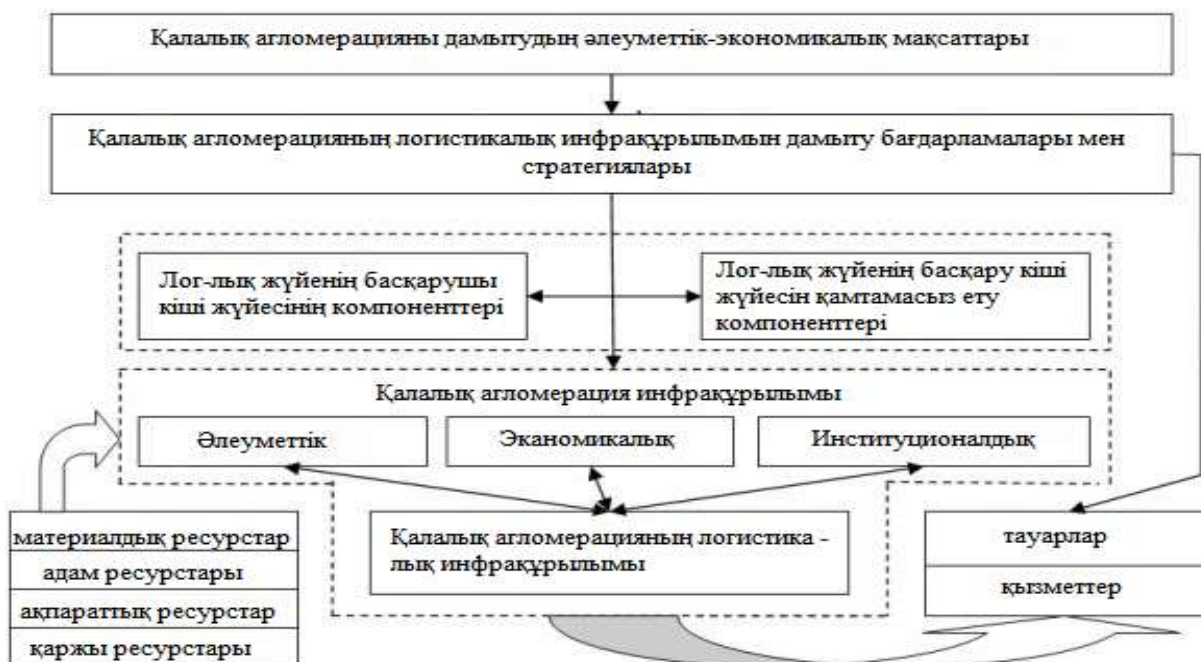 Қалалық агломерацияны дамытудың әлеуметтік-экономикалық мақсаттары
Қалалық агломерацияның логистикалық инфрақұрылымын дамыту бағдарламалары мен
стратегиялары
Лог-лық жүйенің басқарушы
кіші жүйесінің компоненттері
Лог-лық жүйенің басқару кіші
жүйесін қамтамасыз ету
компоненттері
Қалалық агломерация инфрақұрылымы
Әлеуметтік
Эканомикалық
Институционалдық
Қалалық агломерацияның логистика -
лық инфрақұрылымы
материалдық ресурстар
адам ресурстары
ақпараттық ресурстар
қаржы ресурстары
тауарлар
қызметтер